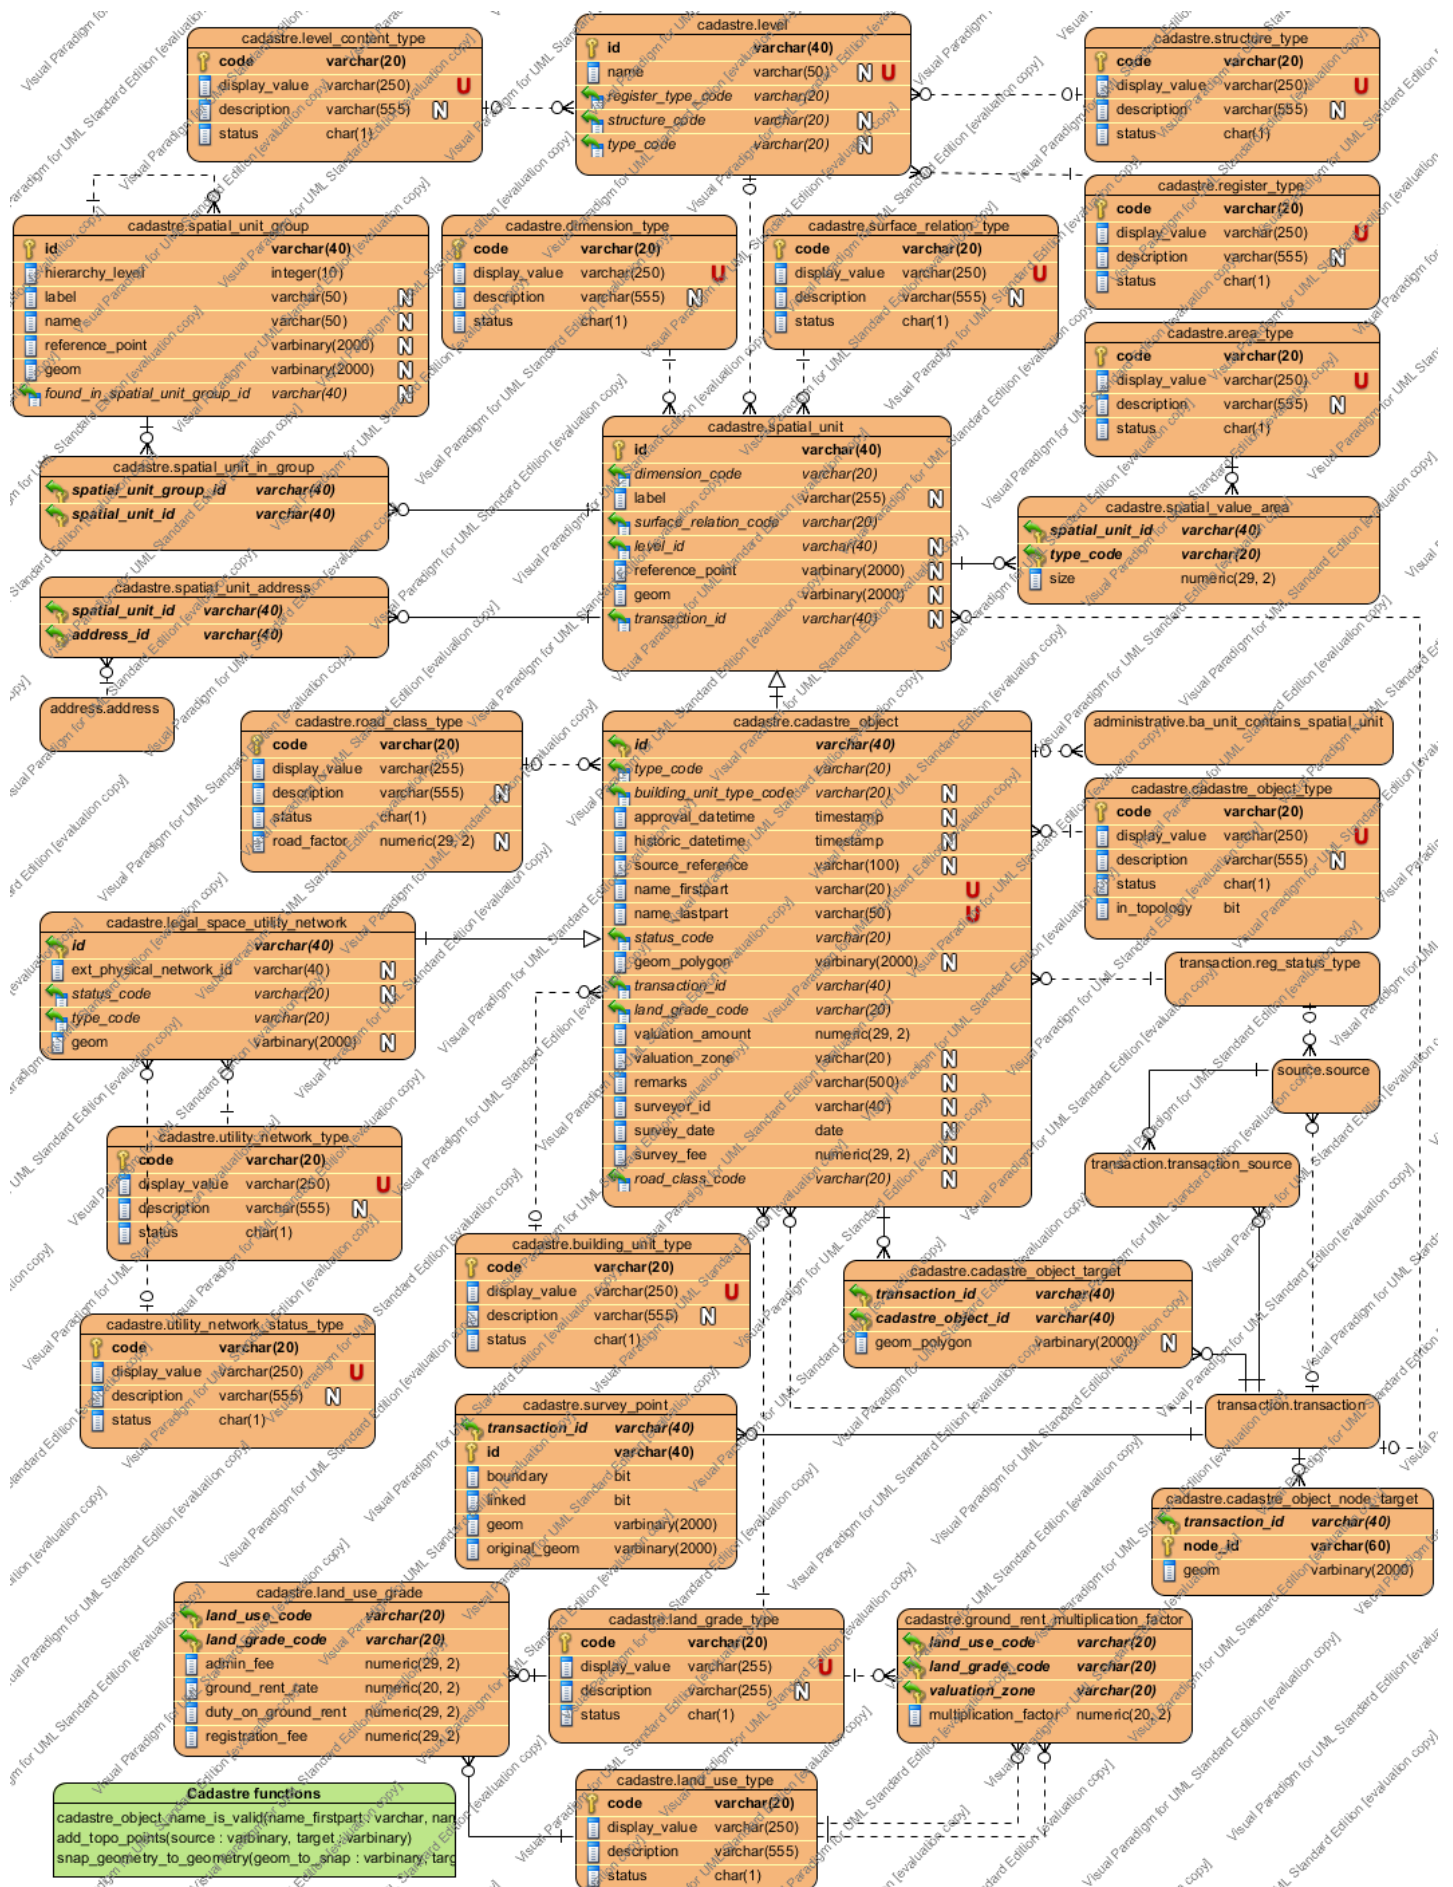 cadastre.level_content_type
code varchar(20)
display_value varchar(250) U
description varchar(555) N
status char(1)
cadastre.level
id varchar(40)
name varchar(50) N U
register_type_code varchar(20)
structure_code varchar(20) N
type_code varchar(20) N
cadastre.structure_type
code varchar(20)
display_value varchar(250) U
description varchar(555) N
status char(1)
cadastre.register_type
code varchar(20)
display_value varchar(250) U
description varchar(555) N
status char(1)
cadastre.spatial_unit_group
id varchar(40)
hierarchy_level integer(10)
label varchar(50) N
name varchar(50) N
reference_point varbinary(2000) N
geom varbinary(2000) N
found_in_spatial_unit_group_id varchar(40) N
cadastre.dimension_type
code varchar(20)
display_value varchar(250) U
description varchar(555) N
status char(1)
cadastre.surface_relation_type
code varchar(20)
display_value varchar(250) U
description varchar(555) N
status char(1)
cadastre.area_type
code varchar(20)
display_value varchar(250) U
description varchar(555) N
status char(1)
cadastre.spatial_unit
id varchar(40)
dimension_code varchar(20)
label varchar(255) N
surface_relation_code varchar(20)
level_id varchar(40) N
reference_point varbinary(2000) N
geom varbinary(2000) N
transaction_id varchar(40) N
cadastre.spatial_unit_in_group
spatial_unit_group_id varchar(40)
spatial_unit_id varchar(40)
cadastre.spatial_value_area
spatial_unit_id varchar(40)
type_code varchar(20)
size numeric(29, 2)
cadastre.spatial_unit_address
spatial_unit_id varchar(40)
address_id varchar(40)
address.address
cadastre.road_class_type
code varchar(20)
display_value varchar(255)
description varchar(555) N
status char(1)
road_factor numeric(29, 2) N
cadastre.cadastre_object
id varchar(40)
type_code varchar(20)
building_unit_type_code varchar(20) N
approval_datetime timestamp N
historic_datetime timestamp N
source_reference varchar(100) N
name_firstpart varchar(20) U
name_lastpart varchar(50) U
status_code varchar(20)
geom_polygon varbinary(2000) N
transaction_id varchar(40)
land_grade_code varchar(20)
valuation_amount numeric(29, 2)
valuation_zone varchar(20) N
remarks varchar(500) N
surveyor_id varchar(40) N
survey_date date N
survey_fee numeric(29, 2) N
road_class_code varchar(20) N
administrative.ba_unit_contains_spatial_unit
cadastre.cadastre_object_type
code varchar(20)
display_value varchar(250) U
description varchar(555) N
status char(1)
in_topology bit
cadastre.legal_space_utility_network
id varchar(40)
ext_physical_network_id varchar(40) N
status_code varchar(20) N
type_code varchar(20)
geom varbinary(2000) N
transaction.reg_status_type
source.source
transaction.transaction_source
cadastre.utility_network_type
code varchar(20)
display_value varchar(250) U
description varchar(555) N
status char(1)
cadastre.building_unit_type
code varchar(20)
display_value varchar(250) U
description varchar(555) N
status char(1)
cadastre.cadastre_object_target
transaction_id varchar(40)
cadastre_object_id varchar(40)
geom_polygon varbinary(2000) N
cadastre.utility_network_status_type
code varchar(20)
display_value varchar(250) U
description varchar(555) N
status char(1)
cadastre.survey_point
transaction_id varchar(40)
id varchar(40)
boundary bit
linked bit
geom varbinary(2000)
original_geom varbinary(2000)
transaction.transaction
cadastre.cadastre_object_node_target
transaction_id varchar(40)
node_id varchar(60)
geom varbinary(2000)
cadastre.land_use_grade
land_use_code varchar(20)
land_grade_code varchar(20)
admin_fee numeric(29, 2)
ground_rent_rate numeric(20, 2)
duty_on_ground_rent numeric(29, 2)
registration_fee numeric(29, 2)
cadastre.land_grade_type
code varchar(20)
display_value varchar(255) U
description varchar(255) N
status char(1)
cadastre.ground_rent_multiplication_factor
land_use_code varchar(20)
land_grade_code varchar(20)
valuation_zone varchar(20)
multiplication_factor numeric(20, 2)
cadastre.land_use_type
code varchar(20)
display_value varchar(250)
description varchar(555)
status char(1)
Cadastre functions
cadastre_object_name_is_valid(name_firstpart : varchar, nam
add_topo_points(source : varbinary, target : varbinary)
snap_geometry_to_geometry(geom_to_snap : varbinary, targ
Visual Paradigm for UML Standard Edition [evaluation copy]